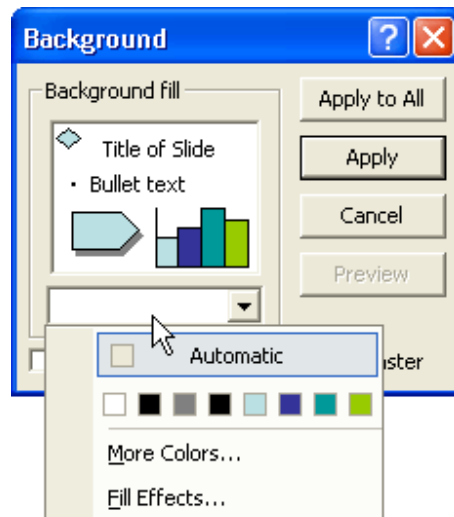 Background
Background fill
Title of Slide
• Bullet text
Apply to All
Apply
Cancel
Preview
Automatic
More Colors...
Fill Effects...